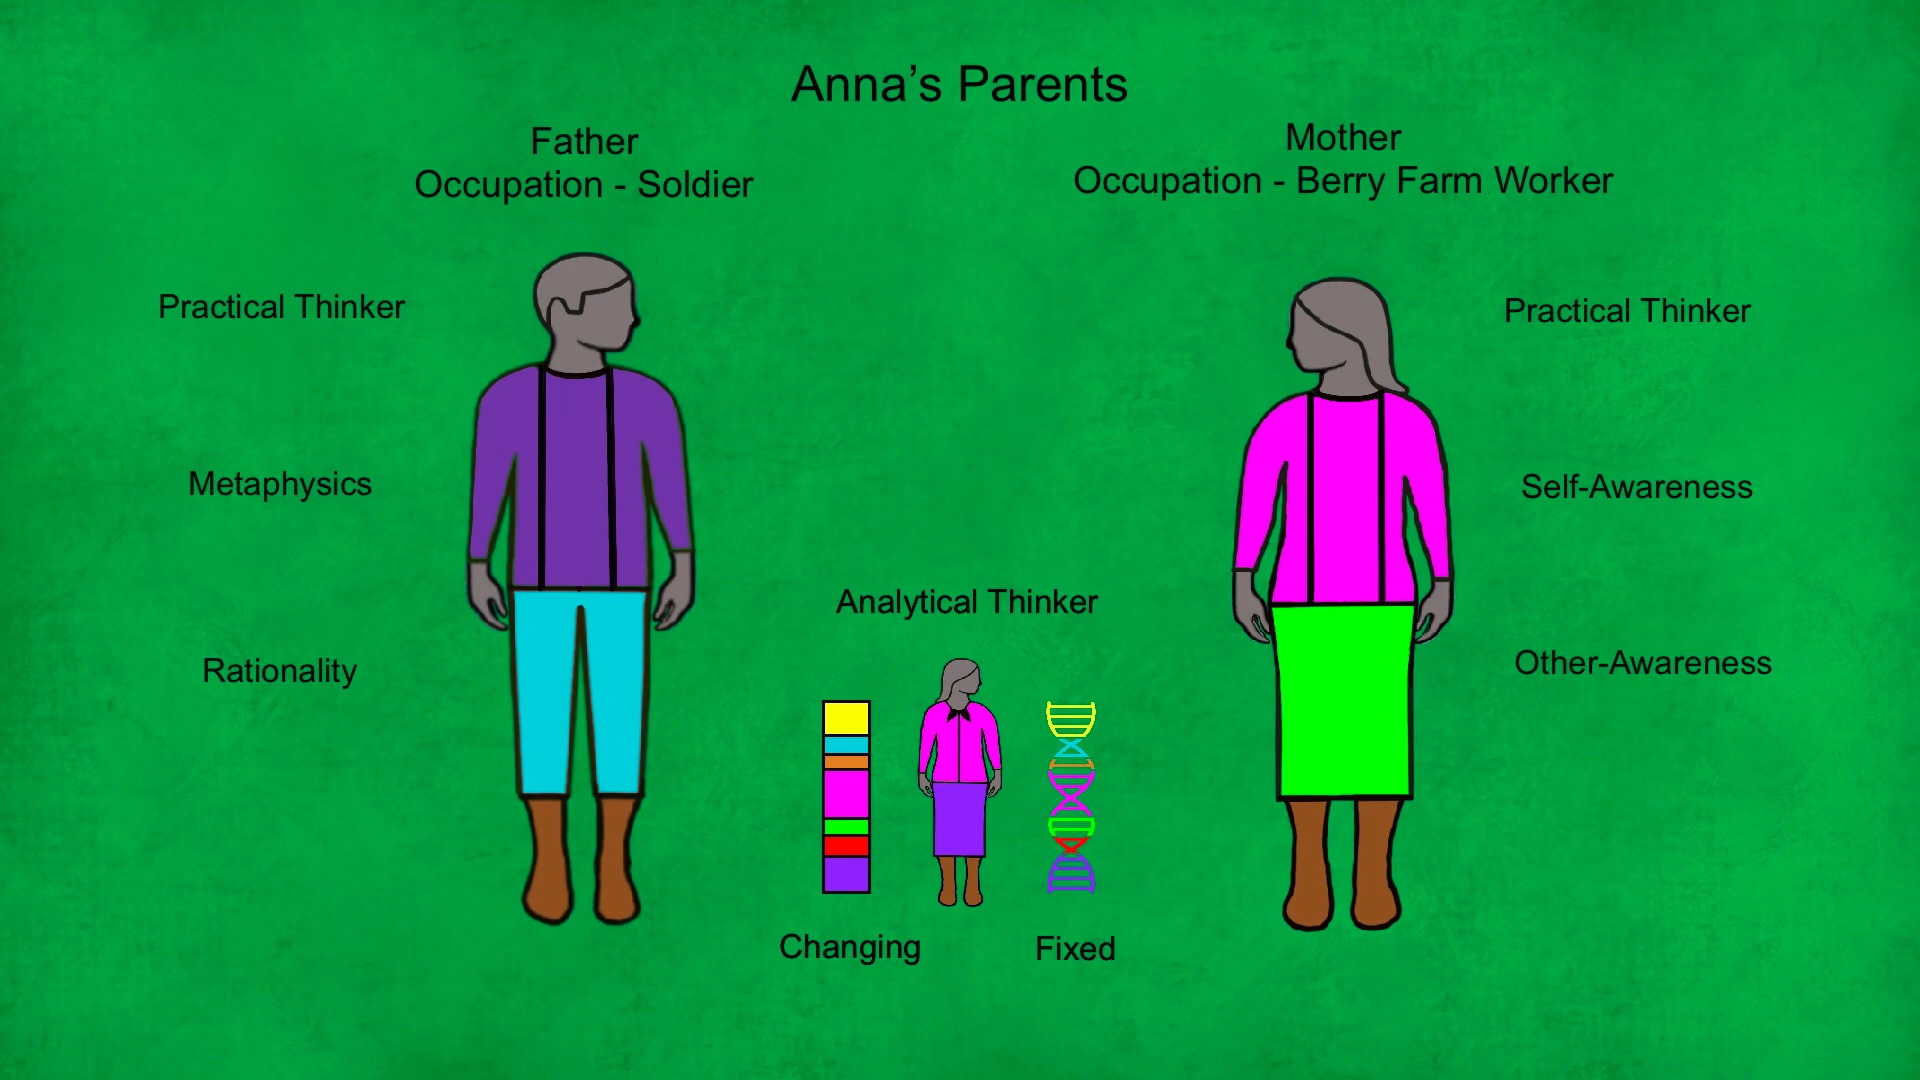 Anna’s Parents
Father
Occupation - Soldier
Mother
Occupation - Berry Farm Worker
Practical Thinker
Practical Thinker
Metaphysics
Self-Awareness
Analytical Thinker
Rationality
Other-Awareness
Changing
Fixed